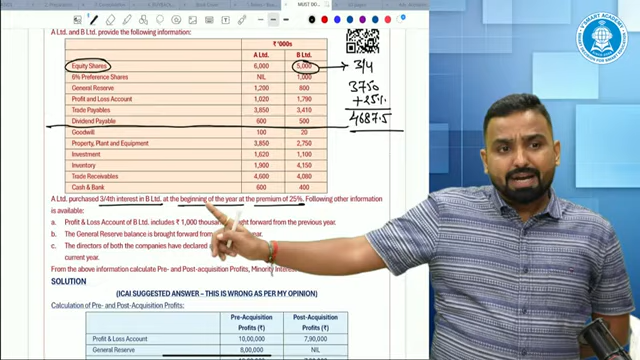 A Ltd. and B Ltd. provide the following information:
₹ '000s
A Ltd. B Ltd.
Equity Shares 6,000 5,000
6% Preference Shares NIL 1,000
General Reserve 1,200 800
Profit and Loss Account 1,020 1,790
Trade Payables 3,850 3,410
Dividend Payable 600 500
Goodwill 100 20
Property, Plant and Equipment 3,850 2,750
Investment 1,620 1,100
Inventory 1,900 4,150
Trade Receivables 4,600 4,080
Cash & Bank 600 400
3/4
3750
+25%
4687.5
V SMART ACADEMY
A Ltd. purchased 3/4th interest in B Ltd. at the beginning of the year at the premium of 25%. Following other information
is available:
a. Profit & Loss Account of B Ltd. includes ₹ 1,000 thousand brought forward from the previous year.
b. The General Reserve balance is brought forward from year.
c. The directors of both the companies have declared
current year.
From the above information calculate Pre- and Post-acquisition Profits, Minority Interest
SOLUTION
(ICAI SUGGESTED ANSWER – THIS IS WRONG AS PER MY OPINION)
Calculation of Pre- and Post-Acquisition Profits:
Pre-Acquisition Profits (₹) Post-Acquisition Profits (₹)
Profit & Loss Account 10,00,000 7,90,000
General Reserve 8,00,000 NIL